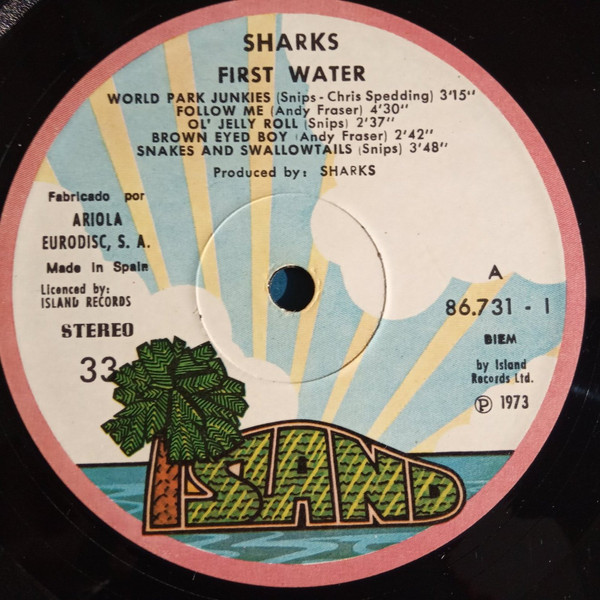 SHARKS
FIRST WATER
WORLD PARK JUNKIES (Snips - Chris Spedding) 3'15"
FOLLOW ME (Andy Fraser) 4'30"
OL' JELLY ROLL (Snips) 2'37"
BROWN EYED BOY (Andy Fraser) 2'42"
SNAKES AND SWALLOWTAILS (Snips) 3'48"
Produced by: SHARKS
Fabricado por
ARIOLA
EURODISC, S. A.
Made in Spain
Licenced by:
ISLAND RECORDS
STEREO
33
A
86.731 - I
BIEM
by Island
Records Ltd.
Ⓟ 1973
ISLAND